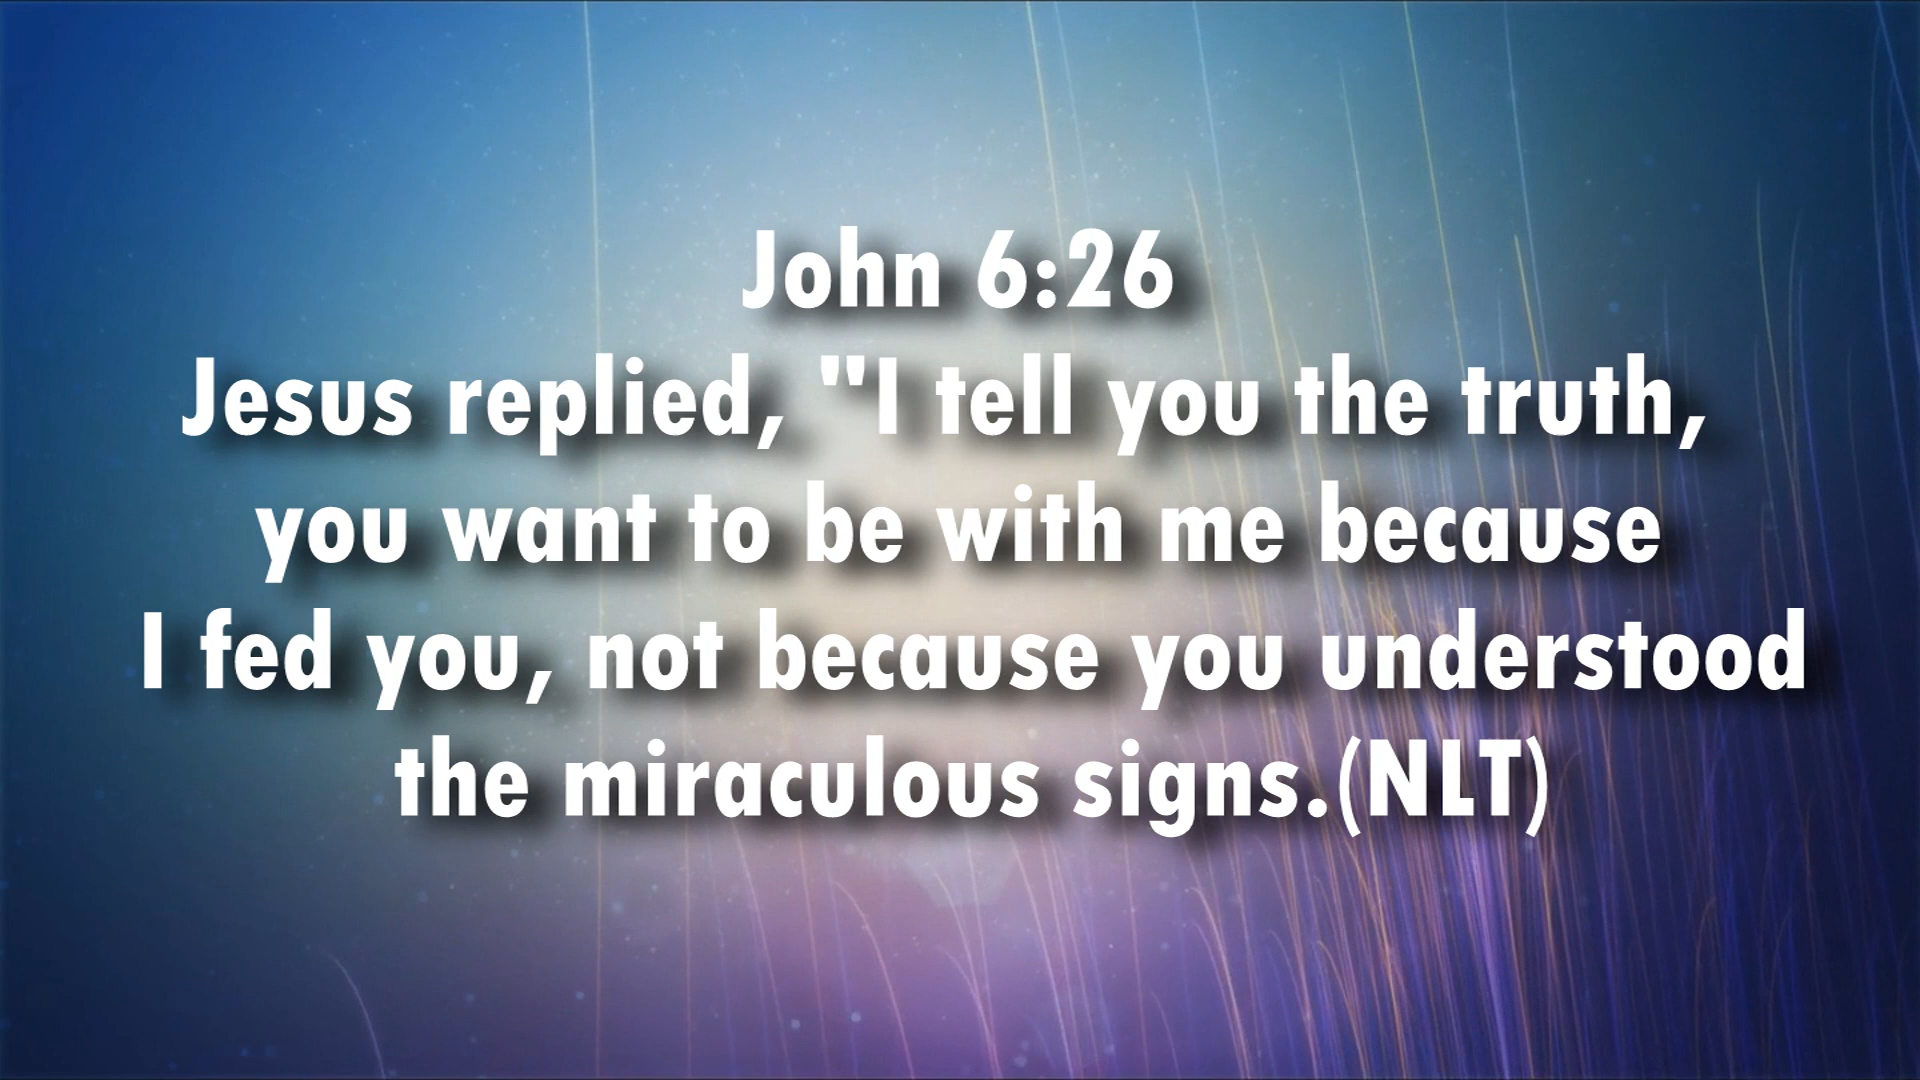 John 6:26
Jesus replied, "I tell you the truth,
you want to be with me because
I fed you, not because you understood
the miraculous signs.(NLT)